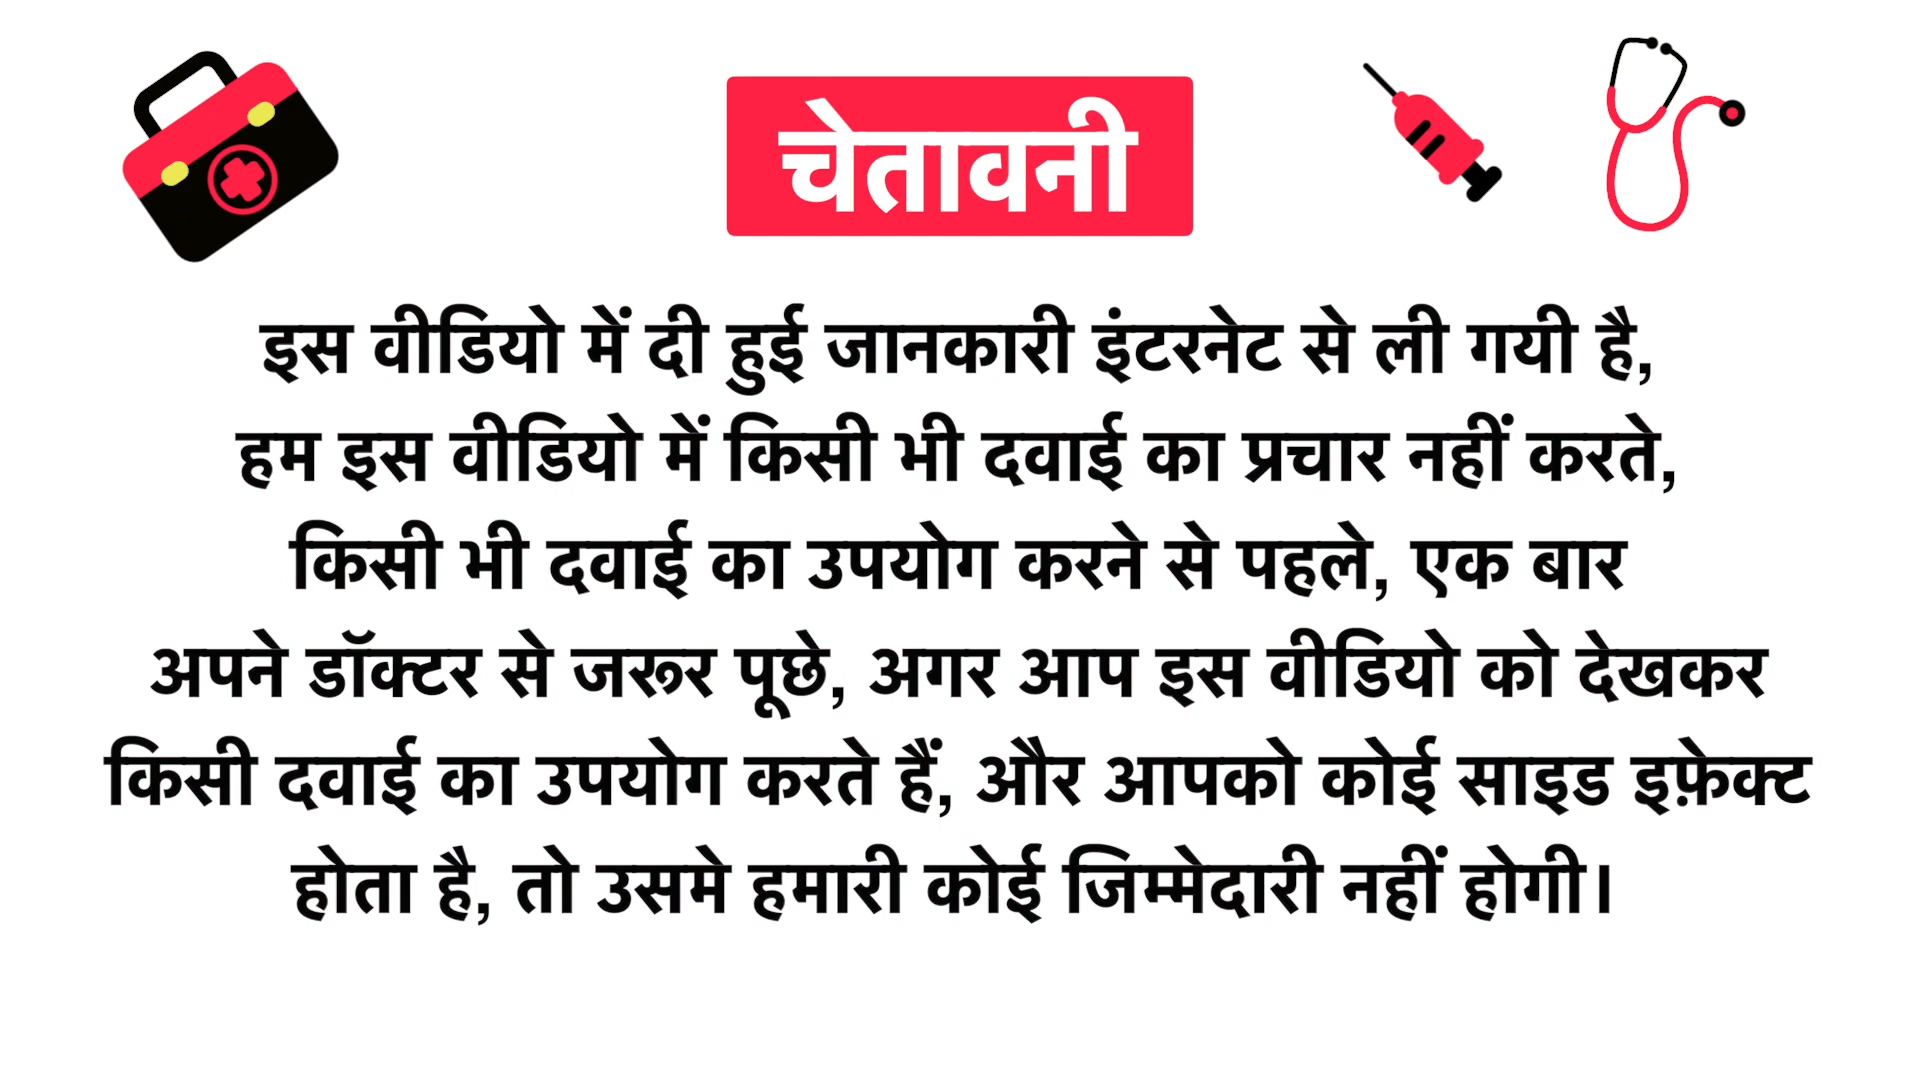 चेतावनी
इस वीडियो में दी हुई जानकारी इंटरनेट से ली गयी है,
हम इस वीडियो में किसी भी दवाई का प्रचार नहीं करते,
किसी भी दवाई का उपयोग करने से पहले, एक बार
अपने डॉक्टर से जरूर पूछे, अगर आप इस वीडियो को देखकर
किसी दवाई का उपयोग करते हैं, और आपको कोई साइड इफ़ेक्ट
होता है, तो उसमे हमारी कोई जिम्मेदारी नहीं होगी।